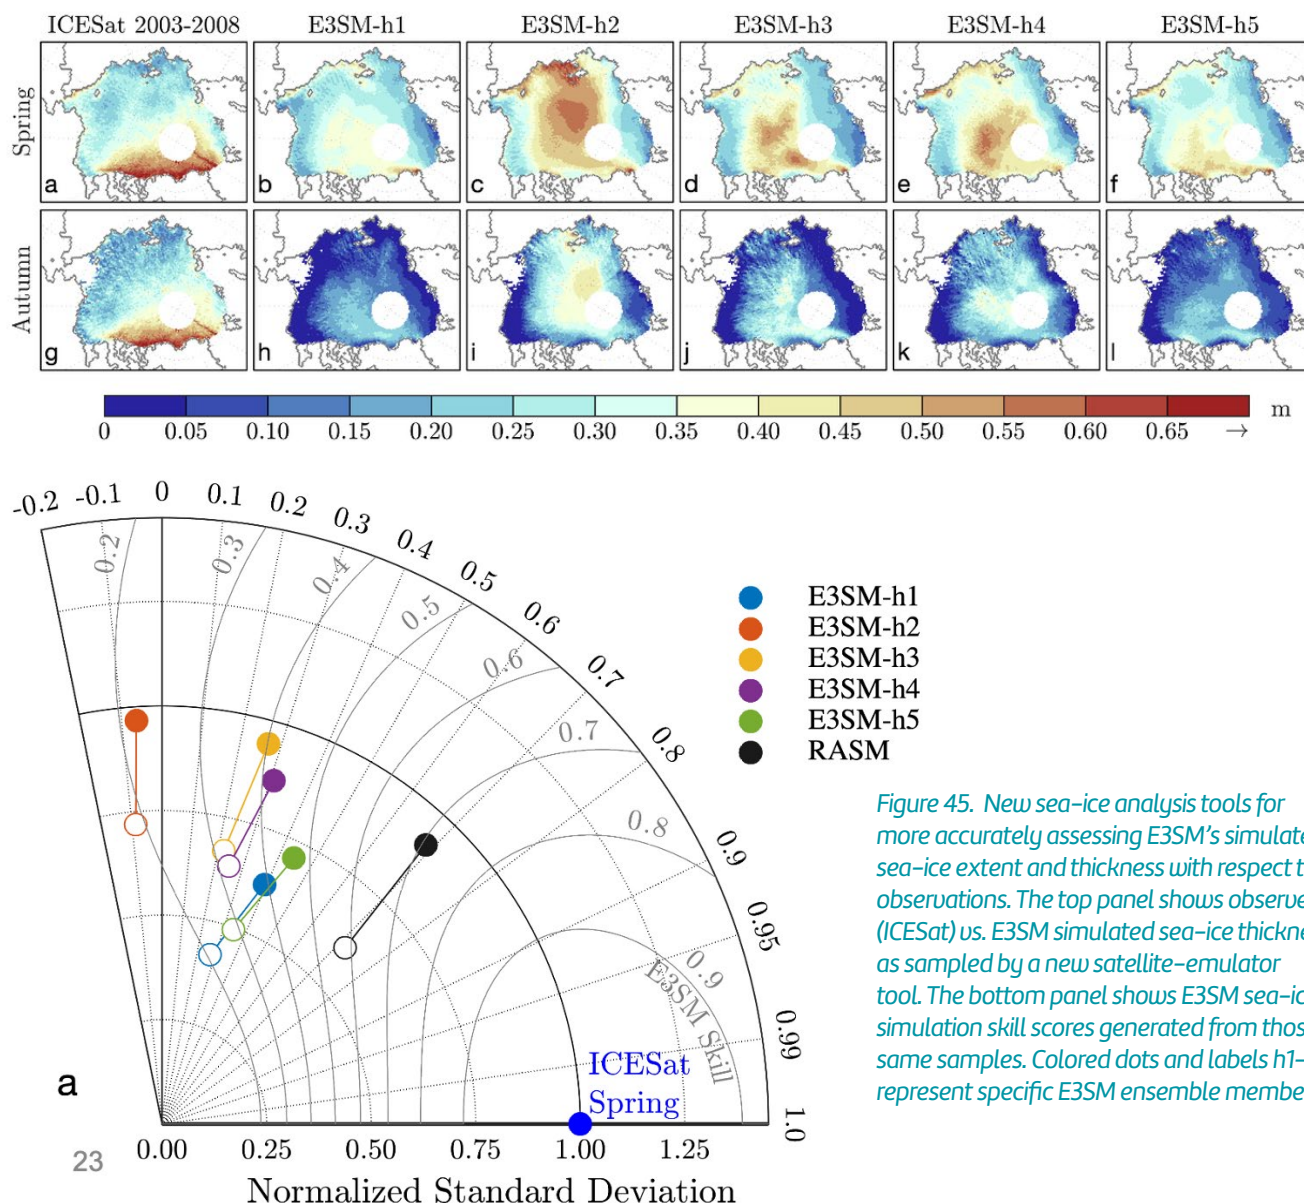 ICESat 2003-2008 E3SM-h1 E3SM-h2 E3SM-h3 E3SM-h4 E3SM-h5
Spring
a b c d e f
Autumn
g h i j k l
m
0 0.05 0.10 0.15 0.20 0.25 0.30 0.35 0.40 0.45 0.50 0.55 0.60 0.65 →
-0.2 -0.1 0 0.1 0.2 0.3 0.4 0.5 0.6 0.7 0.8 0.9 0.95 0.99 1.0
0.2 0.3 0.4 0.5 0.6 0.7 0.8 0.9
E3SM Skill
E3SM-h1
E3SM-h2
E3SM-h3
E3SM-h4
E3SM-h5
RASM
ICESat
Spring
a
0.00 0.25 0.50 0.75 1.00 1.25
23
Normalized Standard Deviation
Figure 45. New sea-ice analysis tools for
more accurately assessing E3SM's
sea-ice extent and thickness with respect
observations. The top panel shows
(ICESat) vs. E3SM simulated sea-ice
as sampled by a new satellite-emulator
tool. The bottom panel shows E3SM
simulation skill scores generated from
same samples. Colored dots and labels
represent specific E3SM ensemble